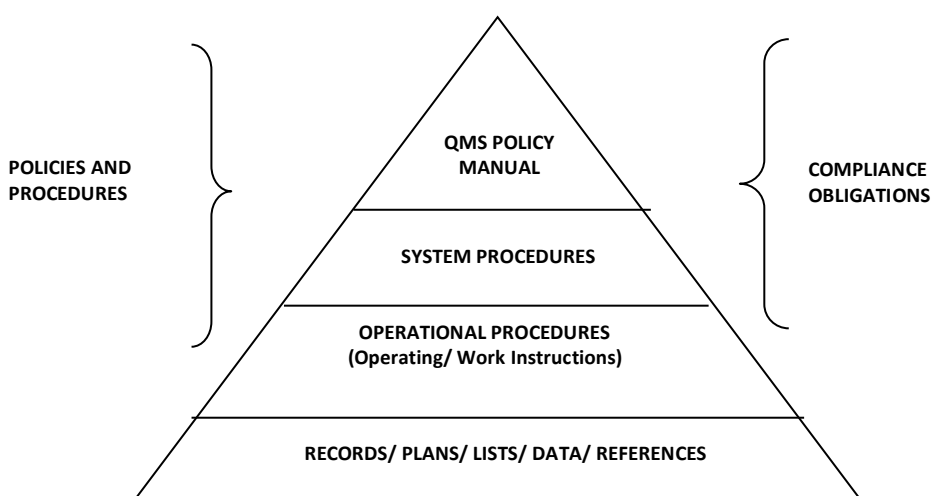 QMS POLICY
MANUAL
POLICIES AND
PROCEDURES
COMPLIANCE
OBLIGATIONS
SYSTEM PROCEDURES
OPERATIONAL PROCEDURES
(Operating/ Work Instructions)
RECORDS/ PLANS/ LISTS/ DATA/ REFERENCES